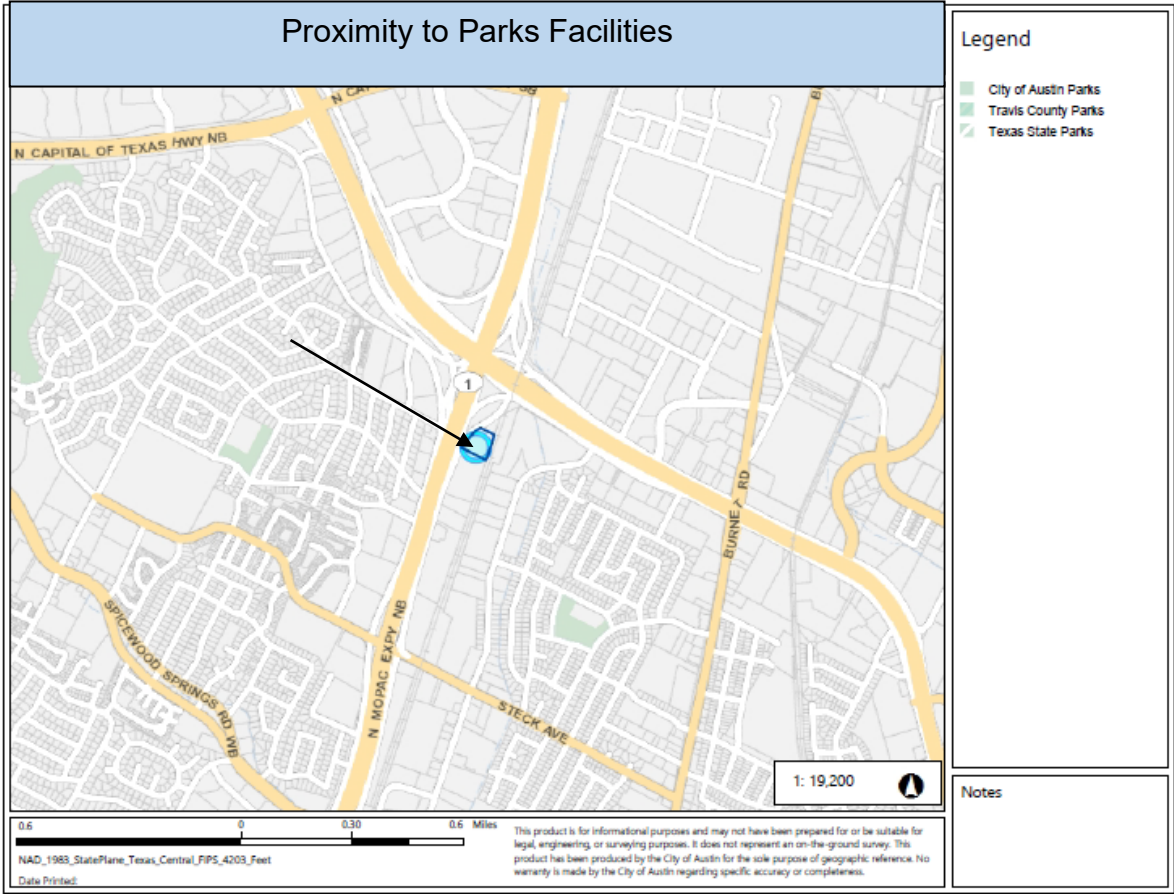 Proximity to Parks Facilities
Legend
City of Austin Parks
Travis County Parks
Texas State Parks
N CAPITAL OF TEXAS HWY NB
1
BURNET RD
N MOPAC EXPY NB
SPICEWOOD SPRINGS RD WB
STECK AVE
1: 19,200
Notes
0.6 0 0.30 0.6 Miles
NAD_1983_StatePlane_Texas_Central_FIPS_4203_Feet
Date Printed:
This product is for informational purposes and may not have been prepared for or be suitable for
legal, engineering, or surveying purposes. It does not represent an on-the-ground survey. This
product has been produced by the City of Austin for the sole purpose of geographic reference. No
warranty is made by the City of Austin regarding specific accuracy or completeness.